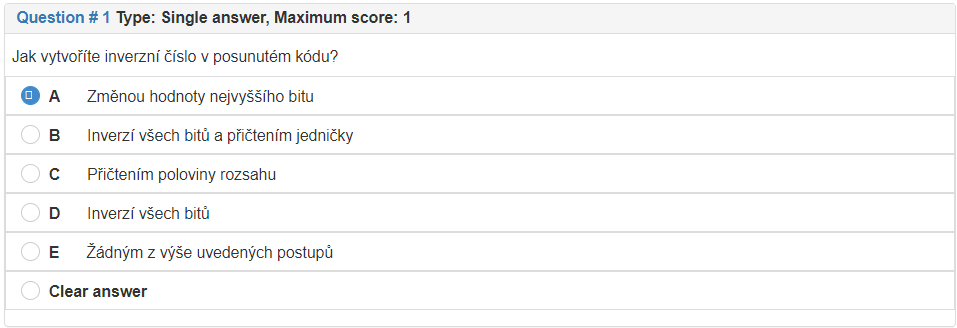 Question # 1 Type: Single answer, Maximum score: 1
Jak vytvoříte inverzní číslo v posunutém kódu?
A Změnou hodnoty nejvyššího bitu
B Inverzí všech bitů a přičtením jedničky
C Přičtením poloviny rozsahu
D Inverzí všech bitů
E Žádným z výše uvedených postupů
Clear answer